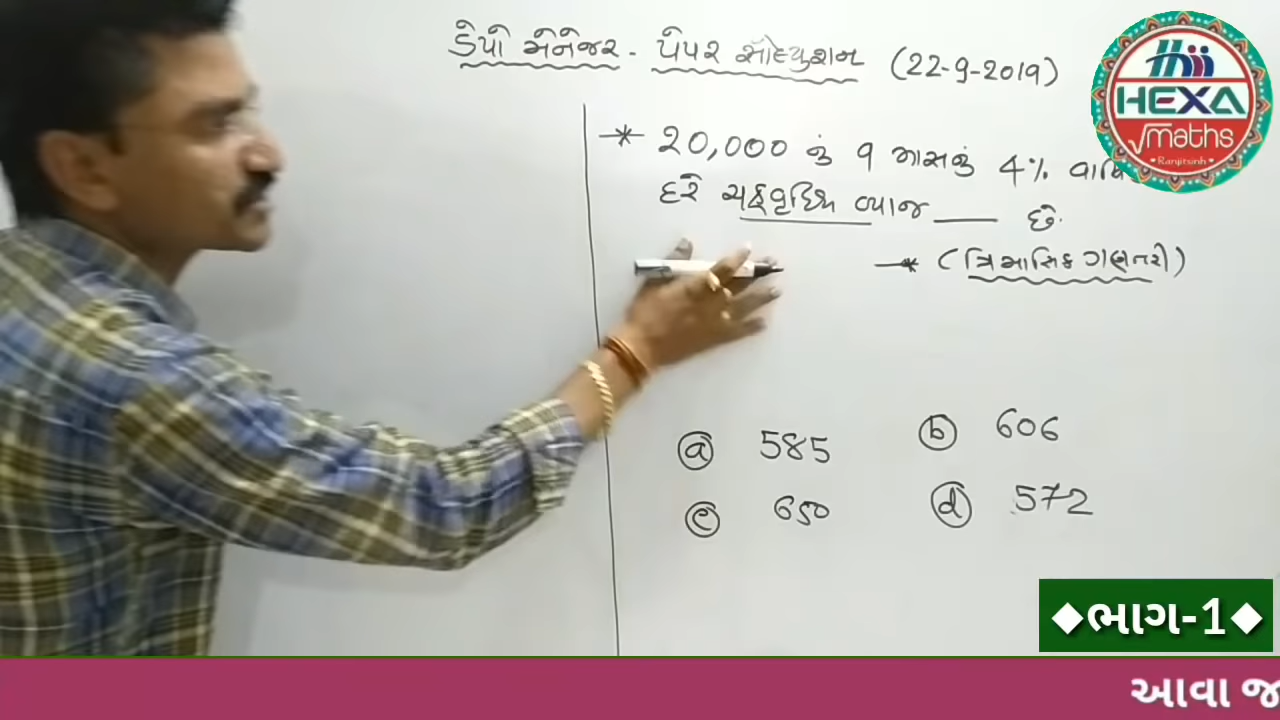 ડેપો મેનેજર - પેપર સોલ્યુશન (22-9-2019)
* 20,000 નું 9 માસનું 4%
દરે ચક્રવૃદ્ધિ વ્યાજ ____ છે.
* (ત્રિમાસિક ગણતરી)
ⓐ 585 ⓑ 606
ⓒ 650 ⓓ 572
HEXA
√maths
Ranjitsinh
◆ભાગ-1◆
આવા